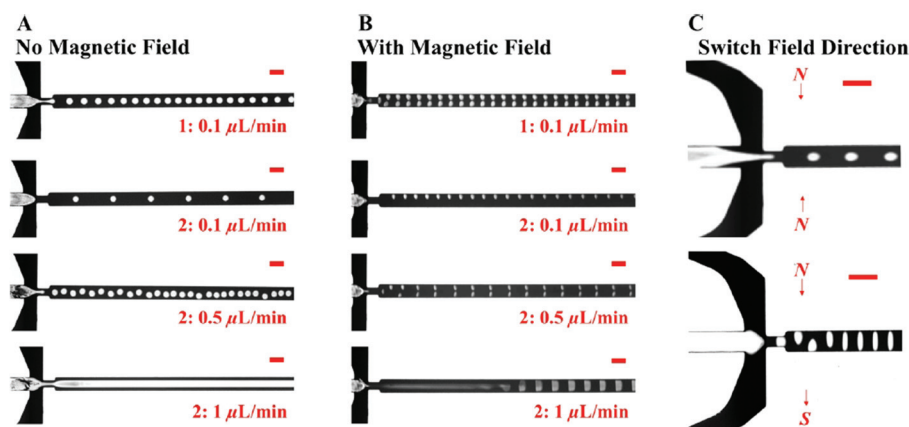 A
No Magnetic Field
1: 0.1 µL/min
2: 0.1 µL/min
2: 0.5 µL/min
2: 1 µL/min
B
With Magnetic Field
1: 0.1 µL/min
2: 0.1 µL/min
2: 0.5 µL/min
2: 1 µL/min
C
Switch Field Direction
N
N
N
S